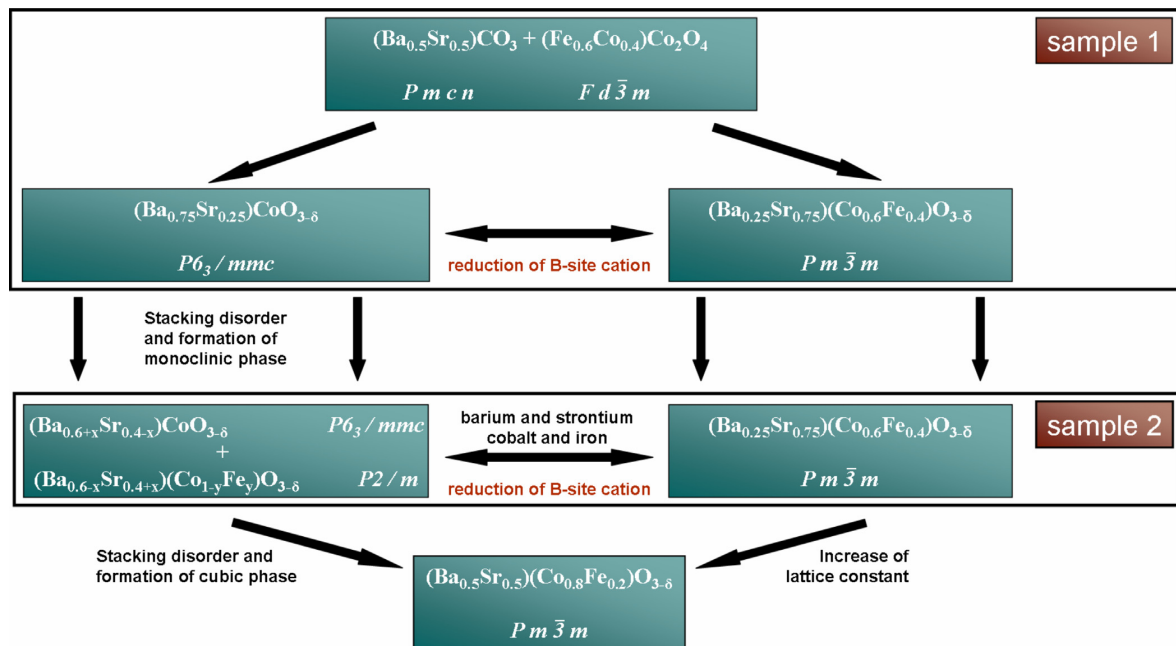 sample 1
(Ba₀.₅Sr₀.₅)CO₃ + (Fe₀.₆Co₀.₄)Co₂O₄
P m c n F d 3̅ m
(Ba₀.₇₅Sr₀.₂₅)CoO₃₋δ
P6₃/mmc
reduction of B-site cation
(Ba₀.₂₅Sr₀.₇₅)(Co₀.₆Fe₀.₄)O₃₋δ
P m 3̅ m
Stacking disorder
and formation of
monoclinic phase
sample 2
(Ba₀.₆₊ₓSr₀.₄₋ₓ)CoO₃₋δ P6₃/mmc
+
(Ba₀.₆₋ₓSr₀.₄₊ₓ)(Co₁₋yFey)O₃₋δ P2/m
barium and strontium
cobalt and iron
reduction of B-site cation
(Ba₀.₂₅Sr₀.₇₅)(Co₀.₆Fe₀.₄)O₃₋δ
P m 3̅ m
Stacking disorder and
formation of cubic phase
Increase of
lattice constant
(Ba₀.₅Sr₀.₅)(Co₀.₈Fe₀.₂)O₃₋δ
P m 3̅ m